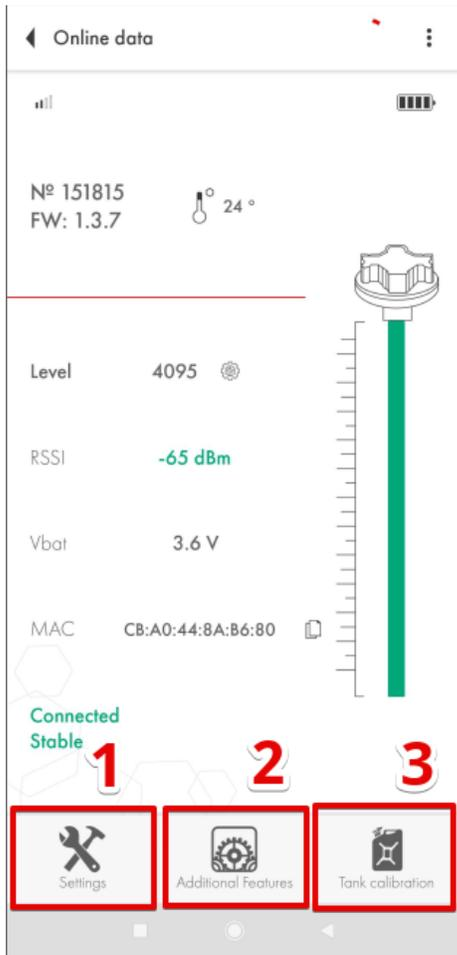 Online data
№ 151815
FW: 1.3.7
24 °
Level 4095
RSSI -65 dBm
Vbat 3.6 V
MAC CB:A0:44:8A:B6:80
Connected
Stable
1 2 3
Settings Additional Features Tank calibration